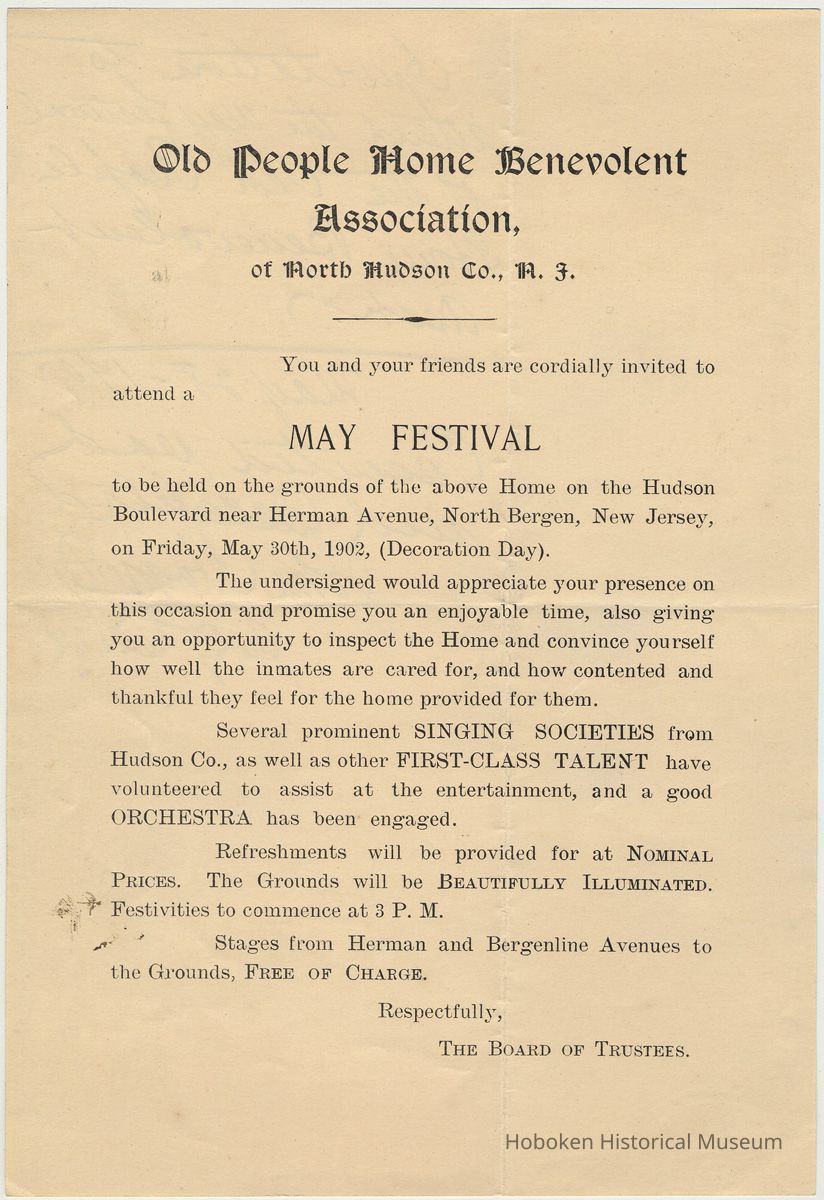 Old People Home Benevolent
Association,
of North Hudson Co., N. J.
You and your friends are cordially invited to
attend a
MAY FESTIVAL
to be held on the grounds of the above Home on the Hudson
Boulevard near Herman Avenue, North Bergen, New Jersey,
on Friday, May 30th, 1902, (Decoration Day).
The undersigned would appreciate your presence on
this occasion and promise you an enjoyable time, also giving
you an opportunity to inspect the Home and convince yourself
how well the inmates are cared for, and how contented and
thankful they feel for the home provided for them.
Several prominent SINGING SOCIETIES from
Hudson Co., as well as other FIRST-CLASS TALENT have
volunteered to assist at the entertainment, and a good
ORCHESTRA has been engaged.
Refreshments will be provided for at NOMINAL
PRICES. The Grounds will be BEAUTIFULLY ILLUMINATED.
Festivities to commence at 3 P. M.
Stages from Herman and Bergenline Avenues to
the Grounds, FREE OF CHARGE.
Respectfully,
THE BOARD OF TRUSTEES.
Hoboken Historical Museum